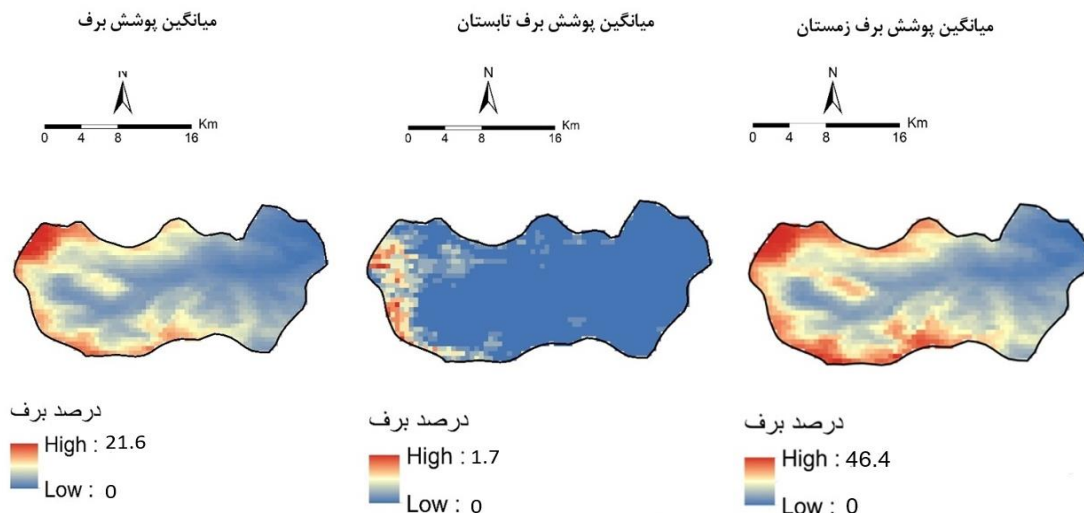 میانگین پوشش برف
N
Km
0 4 8 16
درصد برف
High : 21.6
Low : 0
میانگین پوشش برف تابستان
N
Km
0 4 8 16
درصد برف
High : 1.7
Low : 0
میانگین پوشش برف زمستان
N
Km
0 4 8 16
درصد برف
High : 46.4
Low : 0